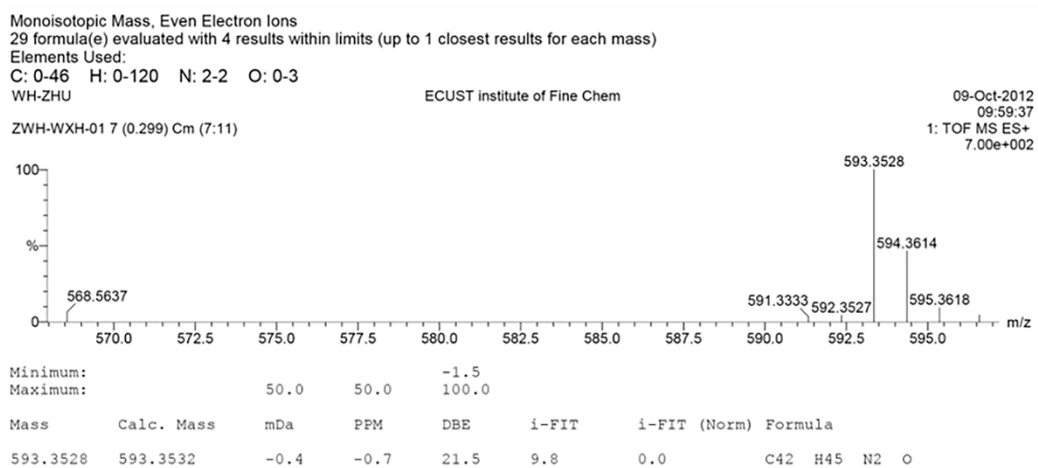 Monoisotopic Mass, Even Electron Ions
29 formula(e) evaluated with 4 results within limits (up to 1 closest results for each mass)
Elements Used:
C: 0-46 H: 0-120 N: 2-2 O: 0-3
WH-ZHU ECUST institute of Fine Chem 09-Oct-2012
09:59:37
ZWH-WXH-01 7 (0.299) Cm (7:11) 1: TOF MS ES+
7.00e+002
100
593.3528
%
594.3614
568.5637 591.3333 592.3527 595.3618
0
570.0 572.5 575.0 577.5 580.0 582.5 585.0 587.5 590.0 592.5 595.0 m/z
Minimum: -1.5
Maximum: 50.0 50.0 100.0
Mass Calc. Mass mDa PPM DBE i-FIT i-FIT (Norm) Formula
593.3528 593.3532 -0.4 -0.7 21.5 9.8 0.0 C42 H45 N2 O